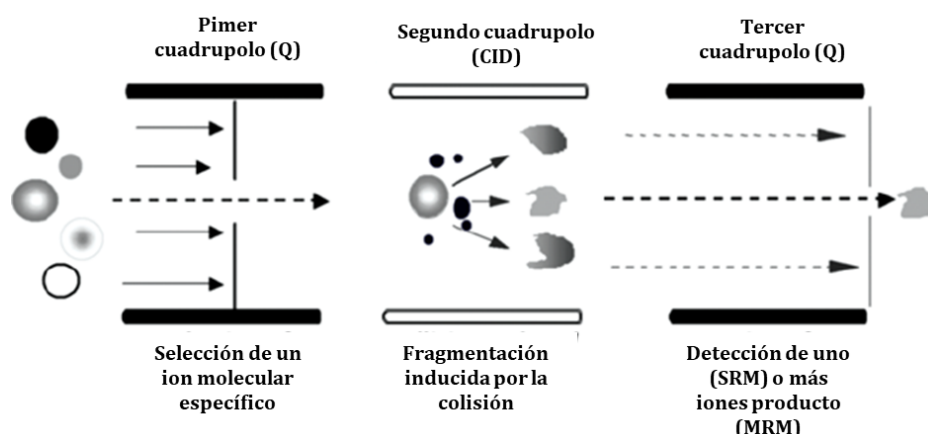 Pimer
cuadrupolo (Q)
Segundo cuadrupolo
(CID)
Tercer
cuadrupolo (Q)
Selección de un
ion molecular
específico
Fragmentación
inducida por la
colisión
Detección de uno
(SRM) o más
iones producto
(MRM)